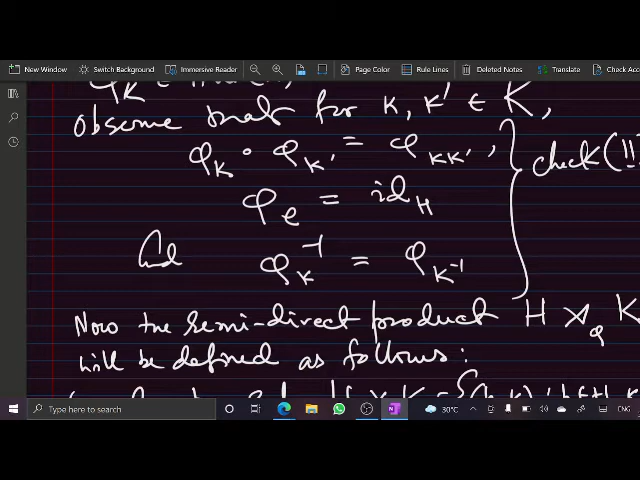 New Window Switch Background Immersive Reader Page Color Rule Lines Deleted Notes Translate Change Pag
Observe that for K, K' ∈ K,
φ_K · φ_K' = φ_KK' ,
check (!!
φ_e = id_H
And φ_K^-1 = φ_K^-1
Now the semi-direct product H ⋊_φ K
will be defined as follows:
H × K = {(h,k) : h ∈ H, K
Type here to search 30°C